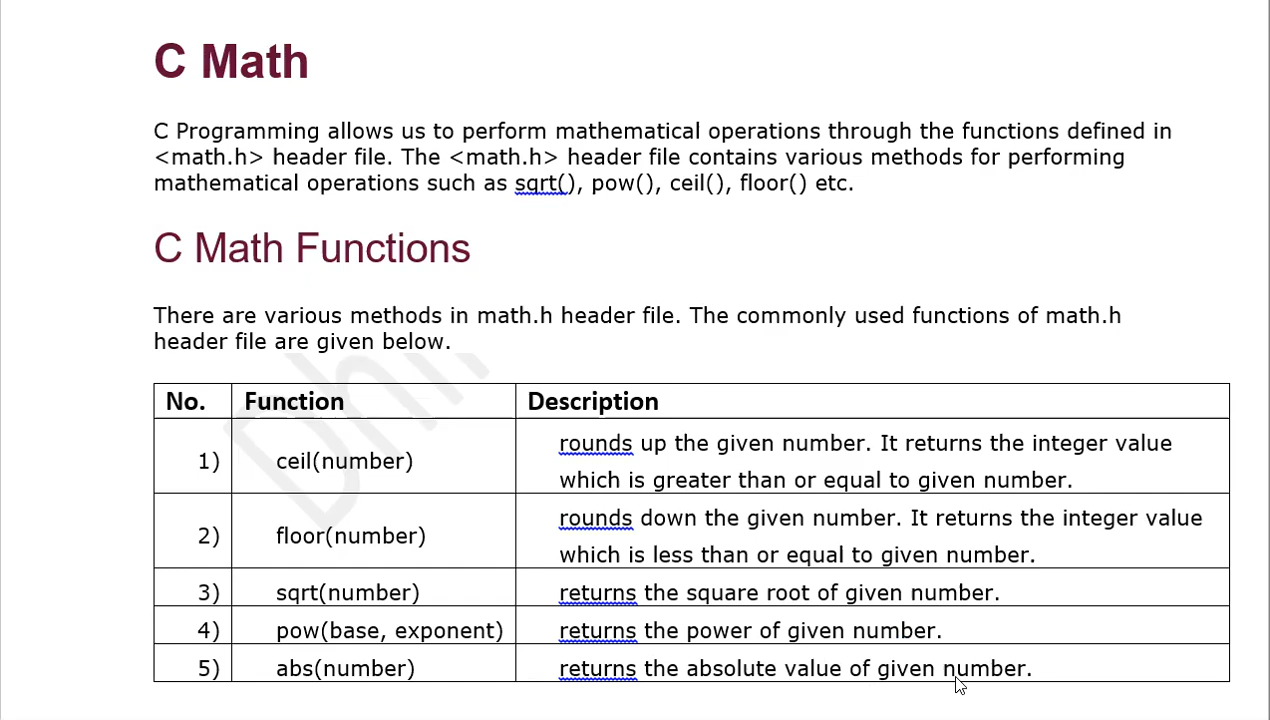 C Math
C Programming allows us to perform mathematical operations through the functions defined in
<math.h> header file. The <math.h> header file contains various methods for performing
mathematical operations such as sqrt(), pow(), ceil(), floor() etc.
C Math Functions
There are various methods in math.h header file. The commonly used functions of math.h
header file are given below.
No. Function Description
1) ceil(number) rounds up the given number. It returns the integer value
which is greater than or equal to given number.
2) floor(number) rounds down the given number. It returns the integer value
which is less than or equal to given number.
3) sqrt(number) returns the square root of given number.
4) pow(base, exponent) returns the power of given number.
5) abs(number) returns the absolute value of given number.